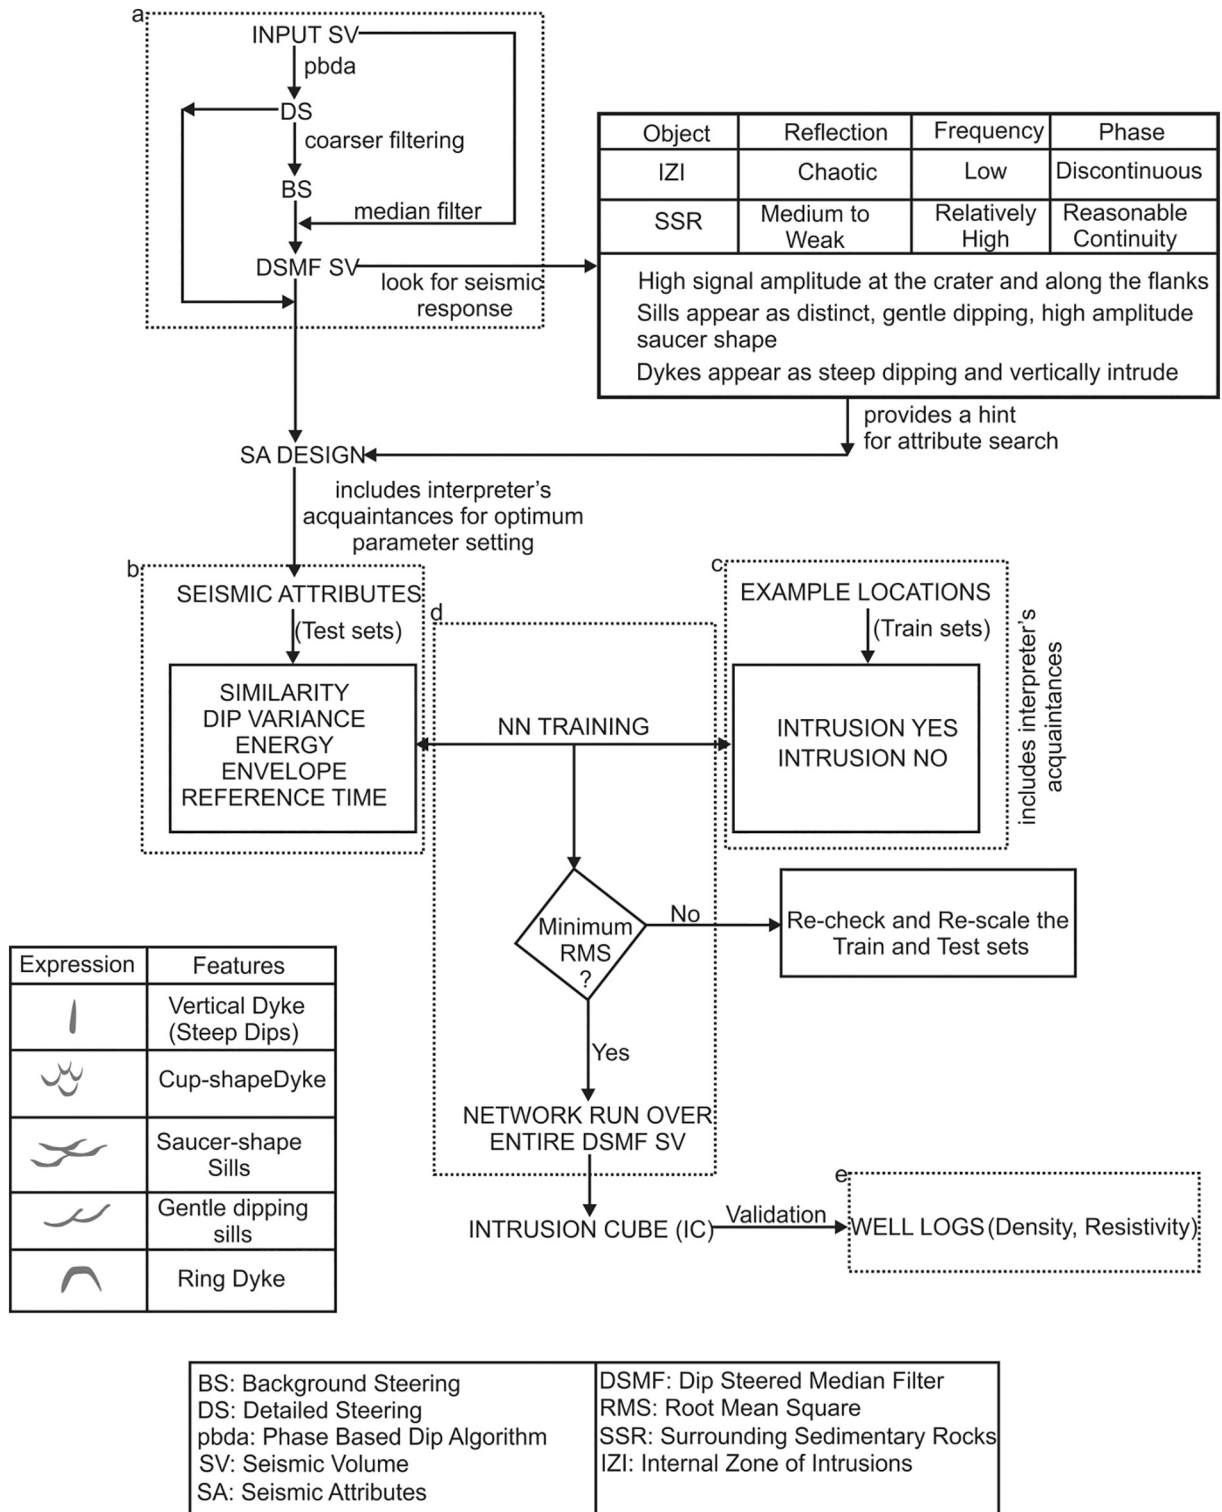 a
INPUT SV
pbda
DS
coarser filtering
BS
median filter
DSMF SV
look for seismic
response
Object Reflection Frequency Phase
IZI Chaotic Low Discontinuous
SSR Medium to Weak Relatively High Reasonable Continuity
High signal amplitude at the crater and along the flanks
Sills appear as distinct, gentle dipping, high amplitude
saucer shape
Dykes appear as steep dipping and vertically intrude
provides a hint
for attribute search
SA DESIGN
includes interpreter's
acquaintances for optimum
parameter setting
b
SEISMIC ATTRIBUTES
(Test sets)
SIMILARITY
DIP VARIANCE
ENERGY
ENVELOPE
REFERENCE TIME
c
EXAMPLE LOCATIONS
(Train sets)
INTRUSION YES
INTRUSION NO
includes interpreter's
acquaintances
d
NN TRAINING
Minimum
RMS
?
No
Re-check and Re-scale the
Train and Test sets
Yes
NETWORK RUN OVER
ENTIRE DSMF SV
INTRUSION CUBE (IC)
Validation
e
WELL LOGS (Density, Resistivity)
Expression Features
Vertical Dyke
(Steep Dips)
Cup-shapeDyke
Saucer-shape
Sills
Gentle dipping
sills
Ring Dyke
BS: Background Steering
DS: Detailed Steering
pbda: Phase Based Dip Algorithm
SV: Seismic Volume
SA: Seismic Attributes
DSMF: Dip Steered Median Filter
RMS: Root Mean Square
SSR: Surrounding Sedimentary Rocks
IZI: Internal Zone of Intrusions